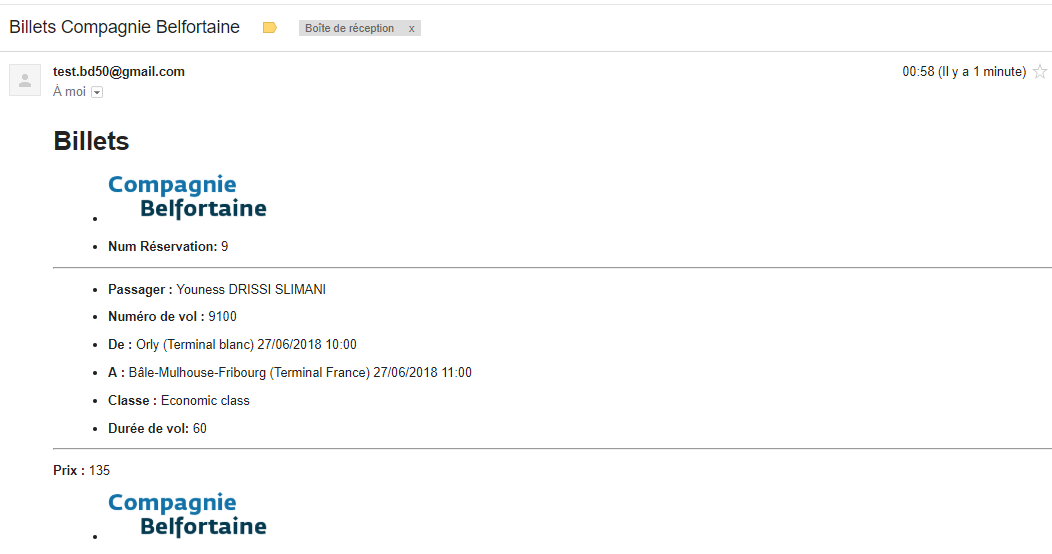 Billets Compagnie Belfortaine
Boîte de réception x
test.bd50@gmail.com
00:58 (Il y a 1 minute)
À moi
Billets
Compagnie
Belfortaine
Num Réservation: 9
Passager : Youness DRISSI SLIMANI
Numéro de vol : 9100
De : Orly (Terminal blanc) 27/06/2018 10:00
A : Bâle-Mulhouse-Fribourg (Terminal France) 27/06/2018 11:00
Classe : Economic class
Durée de vol: 60
Prix : 135
Compagnie
Belfortaine